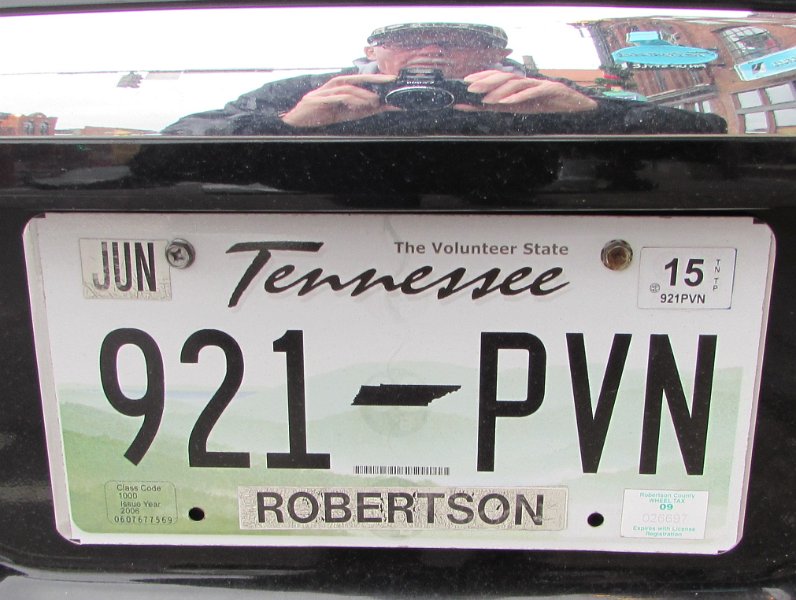 JUN
The Volunteer State
Tennessee
15
TN TP
921PVN
921 PVN
Class Code
1000
Issue Year
2006
0607677569
ROBERTSON
Robertson County
WHEEL TAX
09
026697
Expires with License
Registration